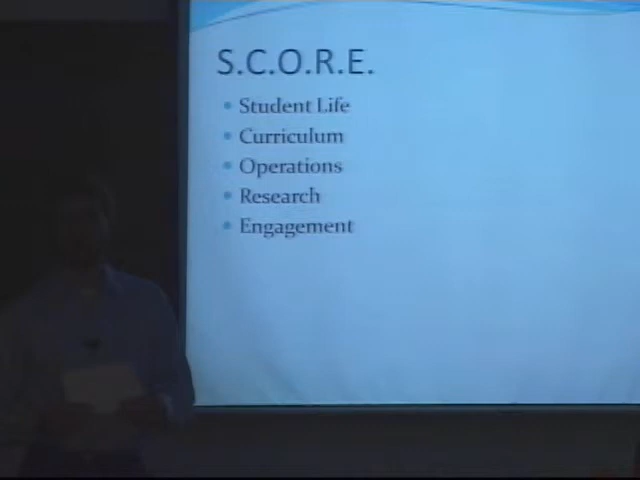 S.C.O.R.E.
Student Life
Curriculum
Operations
Research
Engagement